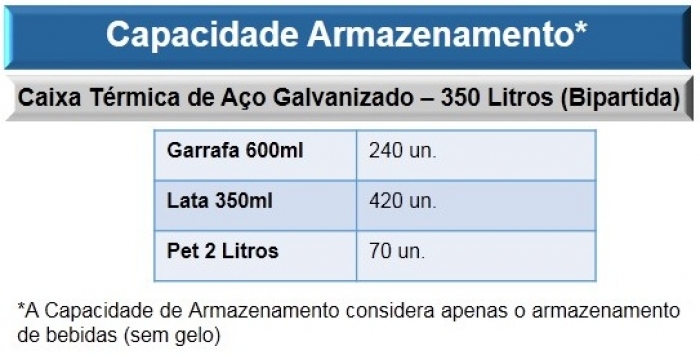 Capacidade Armazenamento*
Caixa Térmica de Aço Galvanizado – 350 Litros (Bipartida)
Garrafa 600ml 240 un.
Lata 350ml 420 un.
Pet 2 Litros 70 un.
*A Capacidade de Armazenamento considera apenas o armazenamento
de bebidas (sem gelo)